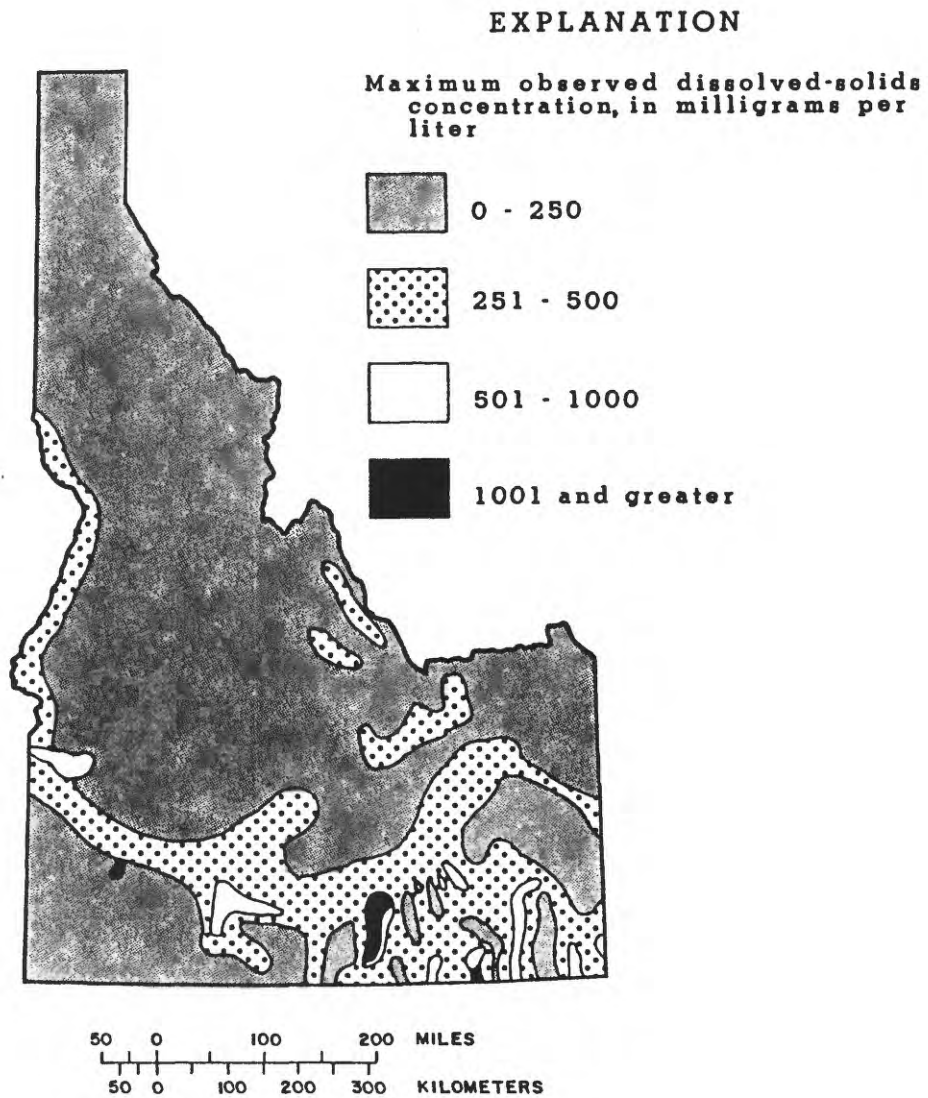 EXPLANATION
Maximum observed dissolved-solids
concentration, in milligrams per
liter
0 - 250
251 - 500
501 - 1000
1001 and greater
50 0 100 200 MILES
50 0 100 200 300 KILOMETERS